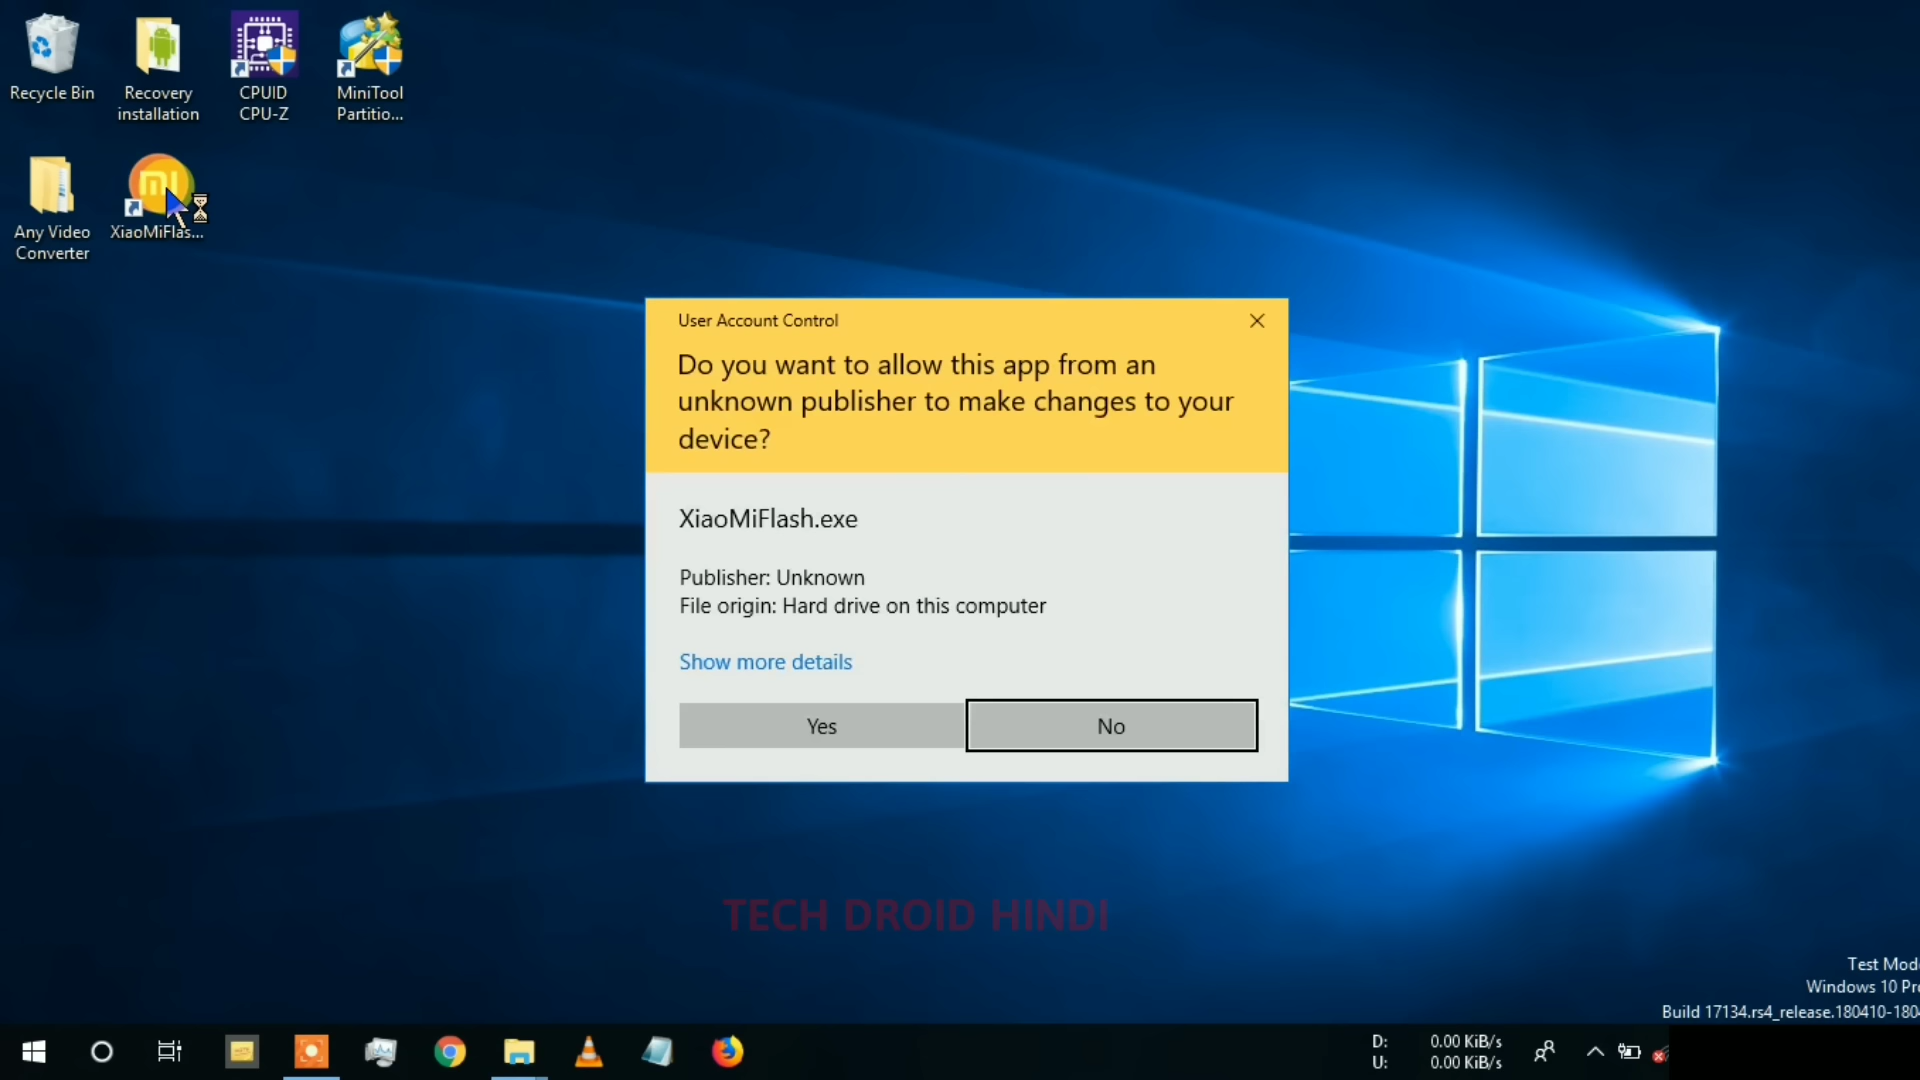 Recycle Bin
Recovery
installation
CPUID
CPU-Z
MiniTool
Partitio...
Any Video
Converter
XiaoMiFlas...
mi
User Account Control
Do you want to allow this app from an
unknown publisher to make changes to your
device?
XiaoMiFlash.exe
Publisher: Unknown
File origin: Hard drive on this computer
Show more details
Yes
No
TECH DROID HINDI
Test Mod
Windows 10 Pr
Build 17134.rs4_release.180410-180
D: 0.00 KiB/s
U: 0.00 KiB/s